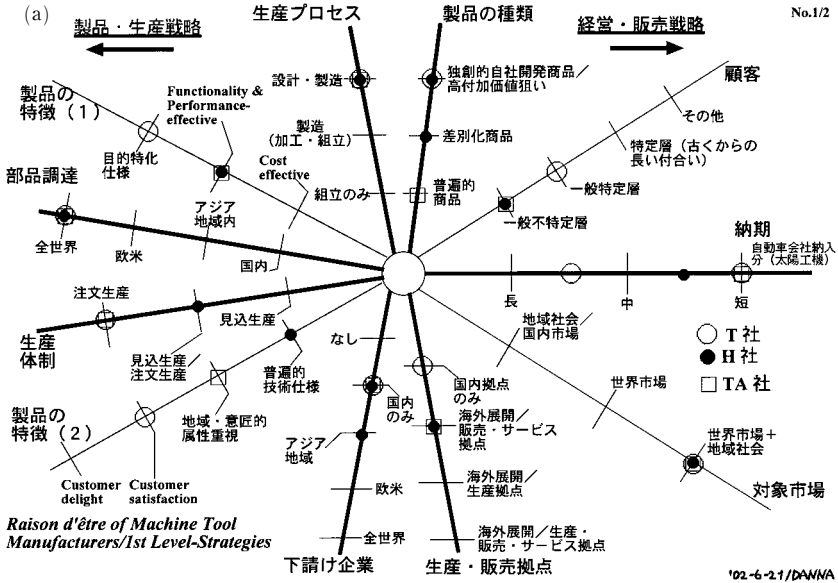 (a)
製品・生産戦略
生産プロセス
製品の種類
経営・販売戦略
No.1/2
製品の
特徴（1）
Functionality &
Performance-
effective
設計・製造
独創的自社開発商品／
高付加価値狙い
顧客
その他
目的特化
仕様
製造
（加工・組立）
差別化商品
特定層（古くからの
長い付合い）
Cost
effective
部品調達
アジア
地域内
組立のみ
普遍的
商品
一般特定層
一般不特定層
全世界
欧米
国内
納期
自動車会社納入
分（太陽工機）
長
中
短
注文生産
見込生産
生産
体制
見込生産／
注文生産
普遍的
技術仕様
なし
地域社会／
国内市場
T 社
H 社
TA 社
国内
のみ
国内拠点
のみ
世界市場
製品の
特徴（2）
地域・意匠的
属性重視
アジア
地域
海外展開／
販売・サービス
拠点
世界市場＋
地域社会
Customer
delight
Customer
satisfaction
欧米
海外展開／
生産拠点
対象市場
Raison d'être of Machine Tool
Manufacturers/1st Level-Strategies
全世界
海外展開／生産・
販売・サービス拠点
下請け企業
生産・販売拠点
'02-6-21/DANNA